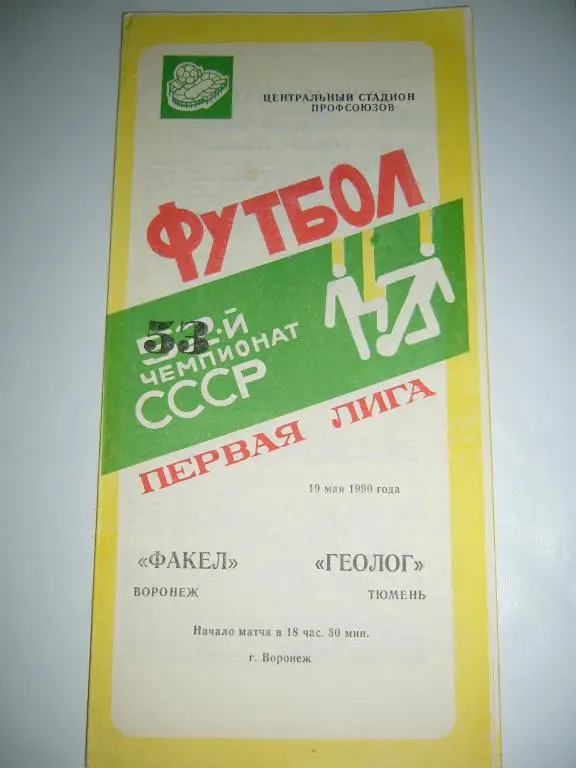 ЦЕНТРАЛЬНЫЙ СТАДИОН
ПРОФСОЮЗОВ
ФУТБОЛ
53-й
ЧЕМПИОНАТ
СССР
ПЕРВАЯ ЛИГА
19 мая 1990 года
«ФАКЕЛ» «ГЕОЛОГ»
ВОРОНЕЖ ТЮМЕНЬ
Начало матча в 18 час. 30 мин.
г. Воронеж